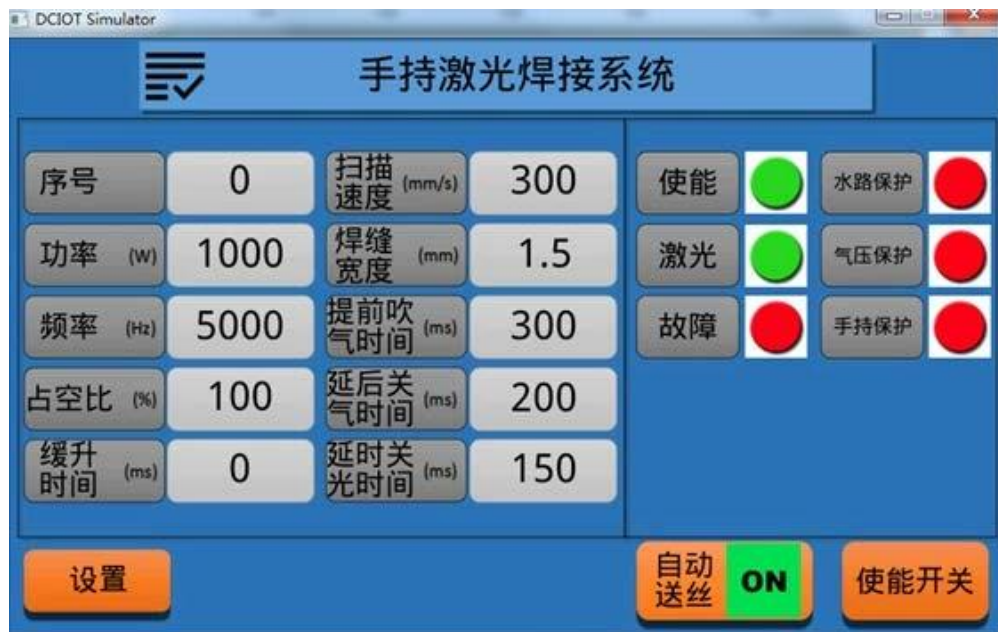 DCIOT Simulator
手持激光焊接系统
序号 0 扫描速度 (mm/s) 300 使能 水路保护
功率 (W) 1000 焊缝宽度 (mm) 1.5 激光 气压保护
频率 (Hz) 5000 提前吹气时间 (ms) 300 故障 手持保护
占空比 (%) 100 延后关气时间 (ms) 200
缓升时间 (ms) 0 延时关光时间 (ms) 150
设置 自动送丝 ON 使能开关